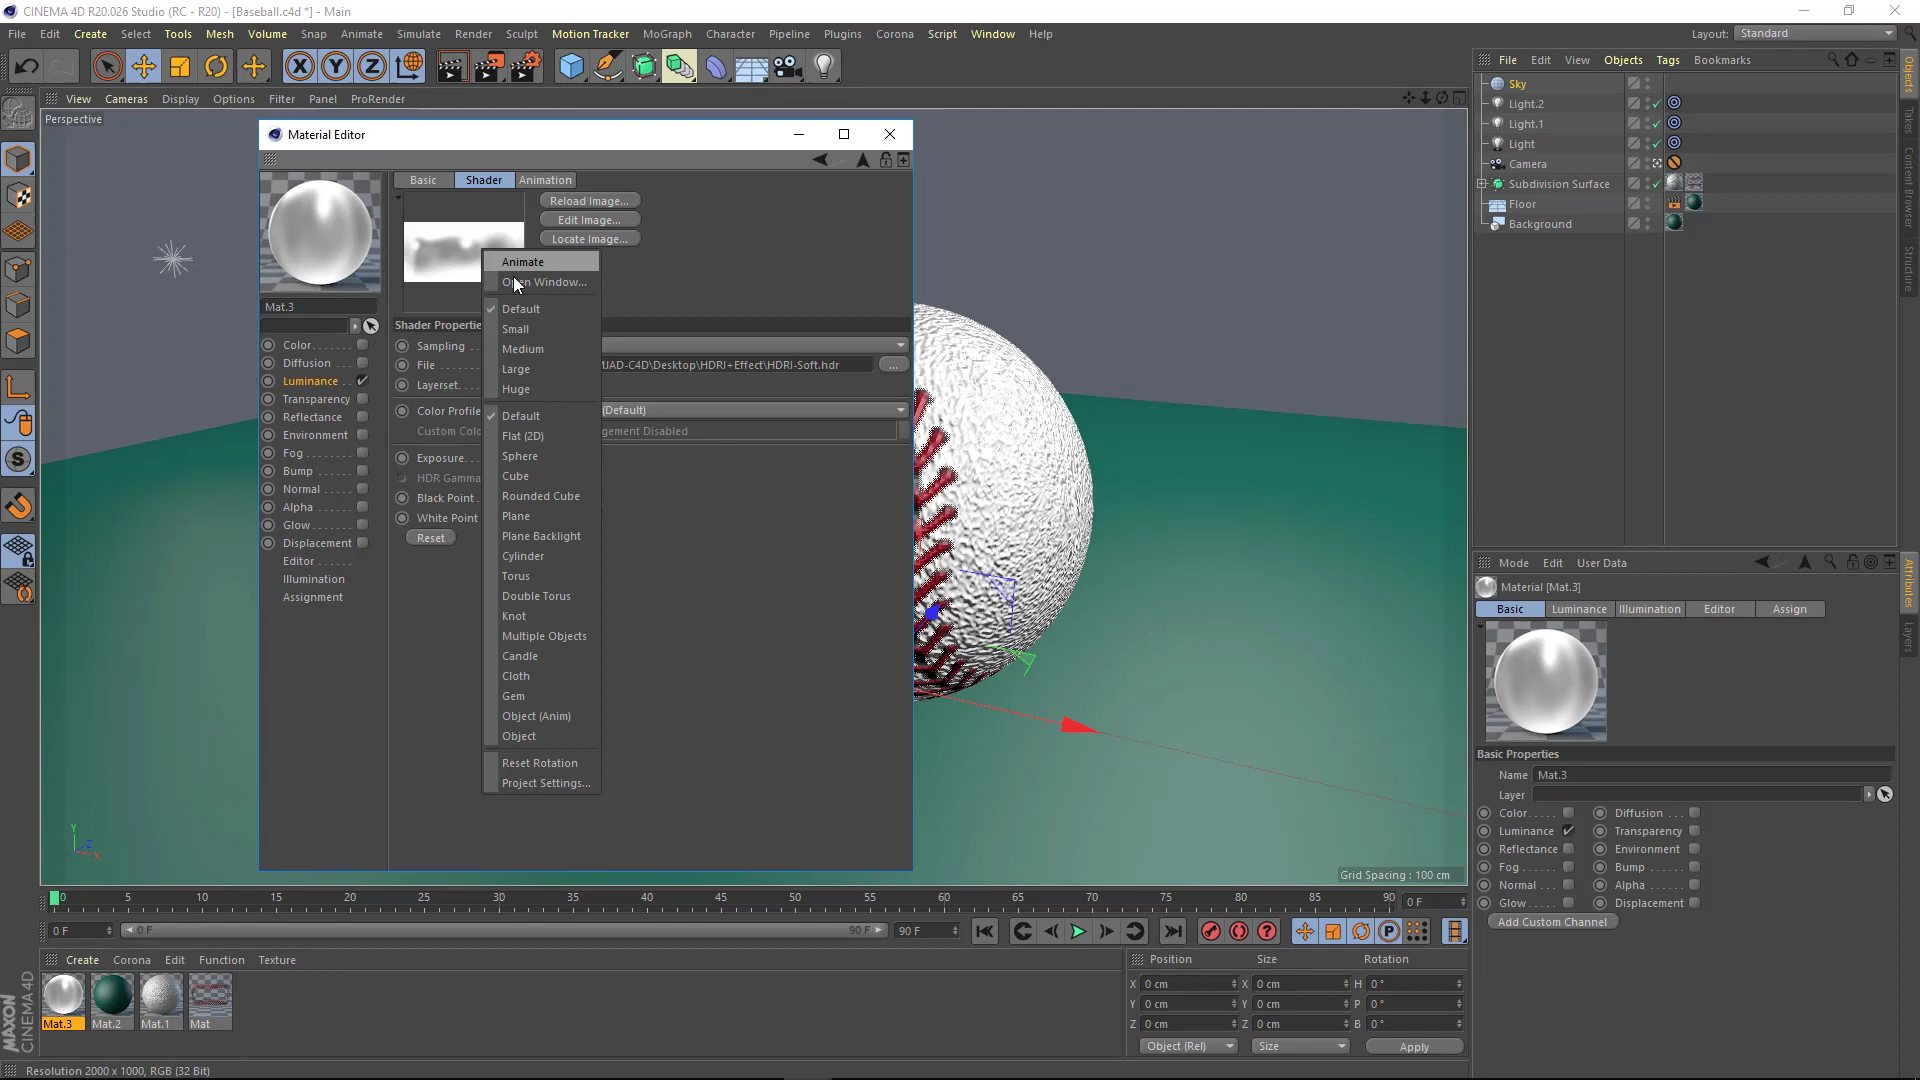 CINEMA 4D R20.026 Studio (RC - R20) - [Baseball.c4d *] - Main
File Edit Create Select Tools Mesh Volume Snap Animate Simulate Render Sculpt Motion Tracker MoGraph Character Pipeline Plugins Corona Script Window Help
Layout: Standard
View Cameras Display Options Filter Panel ProRender
Perspective
Material Editor
Basic Shader Animation
Reload Image...
Edit Image...
Locate Image...
Mat.3
Color
Diffusion
Luminance
Transparency
Reflectance
Environment
Fog
Bump
Normal
Alpha
Glow
Displacement
Editor
Illumination
Assignment
Shader Propertie
Sampling
File
JAD-C4D\Desktop\HDRI+Effect\HDRI-Soft.hdr
...
Layerset
Color Profile
(Default)
Custom Colo
gement Disabled
Exposure
HDR Gamma
Black Point
White Point
Reset
Animate
Open Window...
Default
Small
Medium
Large
Huge
Default
Flat (2D)
Sphere
Cube
Rounded Cube
Plane
Plane Backlight
Cylinder
Torus
Double Torus
Knot
Multiple Objects
Candle
Cloth
Gem
Object (Anim)
Object
Reset Rotation
Project Settings...
Y
Z
X
Grid Spacing : 100 cm
File Edit View Objects Tags Bookmarks
Sky
Light.2
Light.1
Light
Camera
Subdivision Surface
Floor
Background
Objects
Takes
Content Browser
Structure
Mode Edit User Data
Material [Mat.3]
Basic Luminance Illumination Editor Assign
Attributes
Layers
Basic Properties
Name Mat.3
Layer
Color Diffusion
Luminance Transparency
Reflectance Environment
Fog Bump
Normal Alpha
Glow Displacement
Add Custom Channel
0 5 10 15 20 25 30 35 40 45 50 55 60 65 70 75 80 85 90
0 F
0 F 0 F 90 F 90 F
Create Corona Edit Function Texture
Mat.3 Mat.2 Mat.1 Mat
Position Size Rotation
X 0 cm X 0 cm H 0 °
Y 0 cm Y 0 cm P 0 °
Z 0 cm Z 0 cm B 0 °
Object (Rel) Size Apply
MAXON
CINEMA 4D
Resolution 2000 x 1000, RGB (32 Bit)